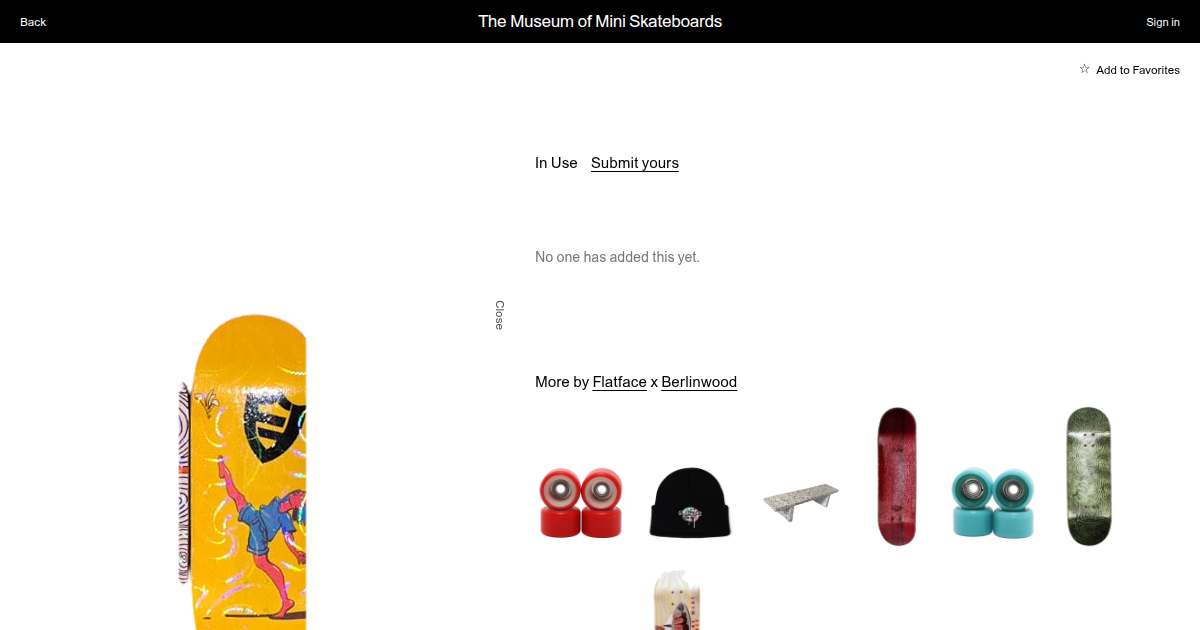 Back
The Museum of Mini Skateboards
Sign in
☆ Add to Favorites
In Use Submit yours
No one has added this yet.
Close
More by Flatface x Berlinwood